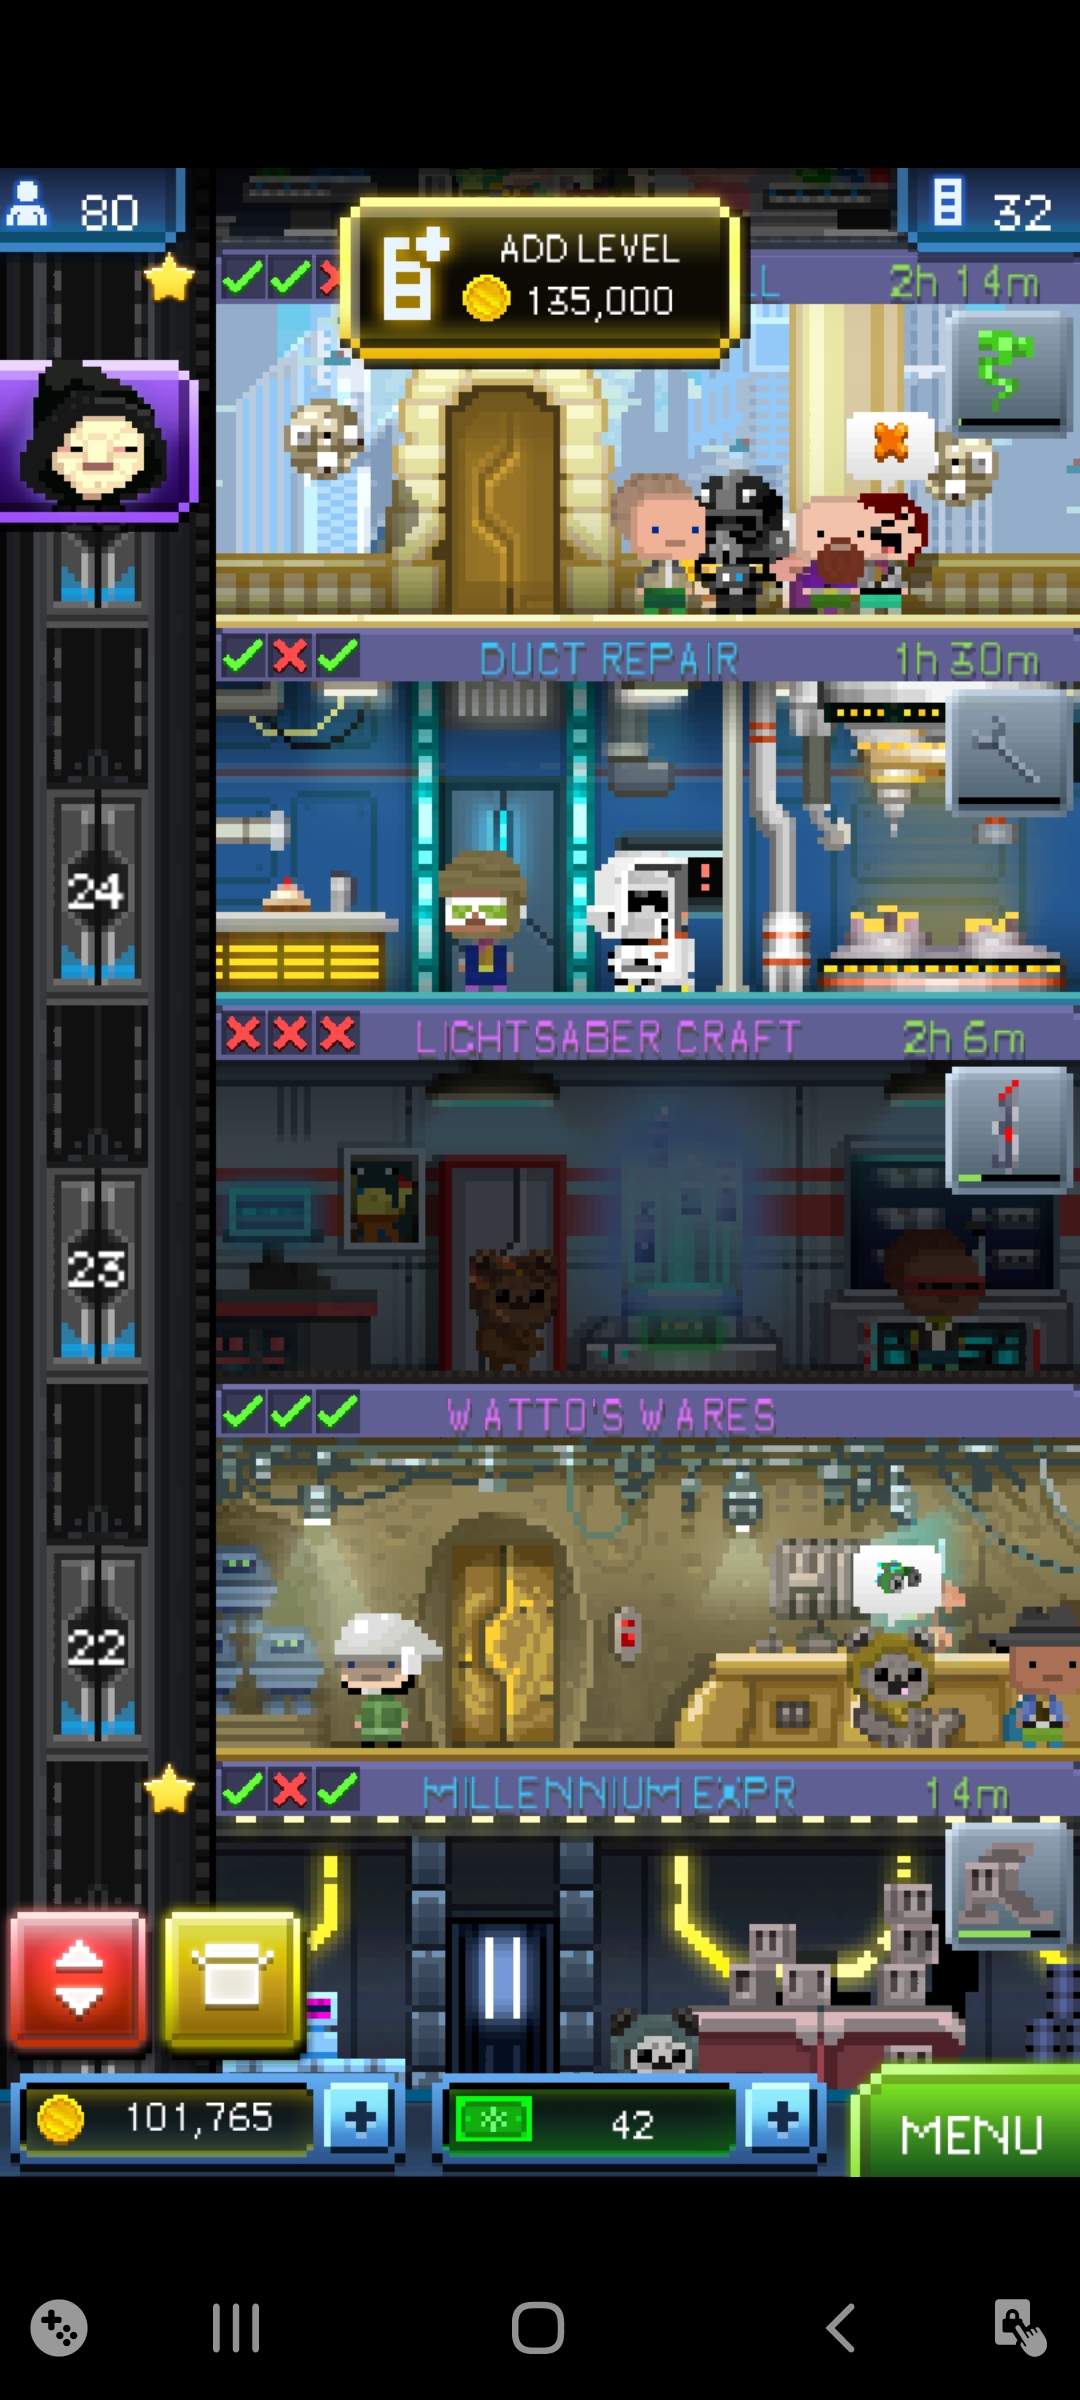 80
ADD LEVEL
135,000
32
LL 2h 14m
DUCT REPAIR 1h 30m
24
LIGHTSABER CRAFT 2h 6m
23
WATTO'S WARES
22
MILLENNIUM EXPR 14m
101,765
42
MENU